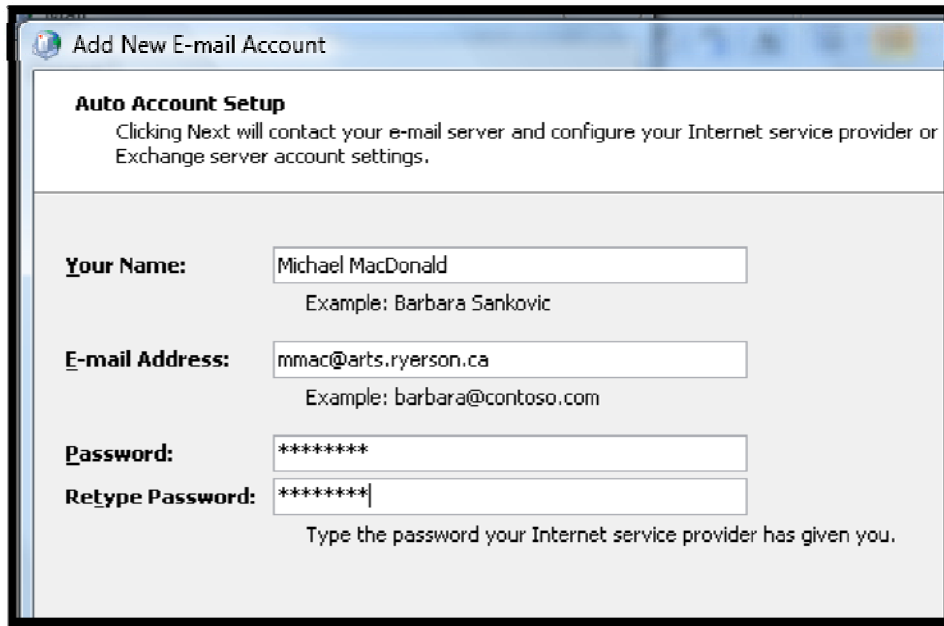 Add New E-mail Account
Auto Account Setup
Clicking Next will contact your e-mail server and configure your Internet service provider or
Exchange server account settings.
Your Name: Michael MacDonald
Example: Barbara Sankovic
E-mail Address: mmac@arts.ryerson.ca
Example: barbara@contoso.com
Password: ********
Retype Password: ********
Type the password your Internet service provider has given you.